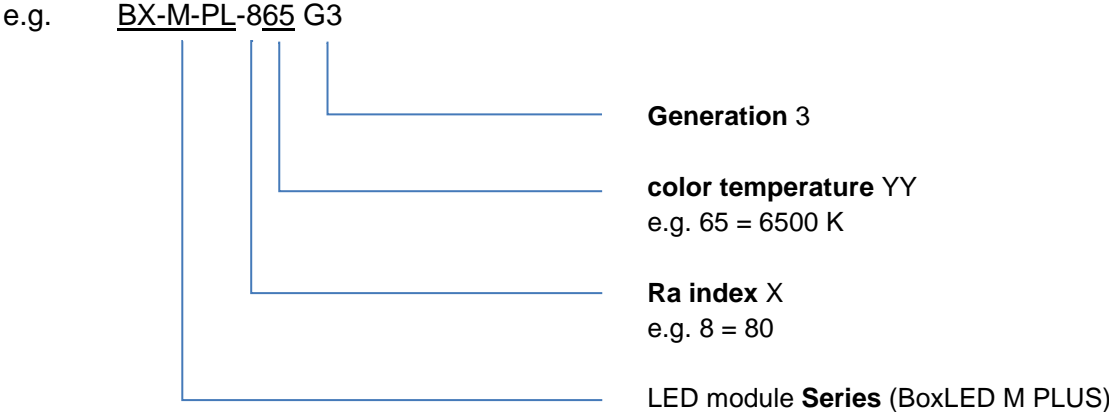 e.g. BX-M-PL-865 G3
Generation 3
color temperature YY
e.g. 65 = 6500 K
Ra index X
e.g. 8 = 80
LED module Series (BoxLED M PLUS)